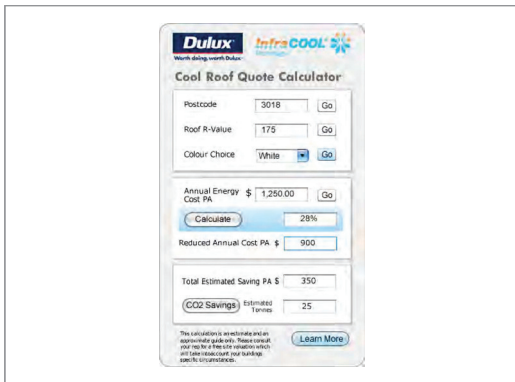 Dulux InfraCOOL
Worth doing, worth Dulux
Cool Roof Quote Calculator
Postcode 3018 Go
Roof R-Value 175 Go
Colour Choice White Go
Annual Energy
Cost PA $ 1,250.00 Go
Calculate 28%
Reduced Annual Cost PA $ 900
Total Estimated Saving PA $ 350
CO2 Savings Estimated
Tonnes 25
This calculation is an estimate and an
approximate guide only. Please consult
your rep for a free site valuation which
will take into account your buildings
specific circumstances.
Learn More